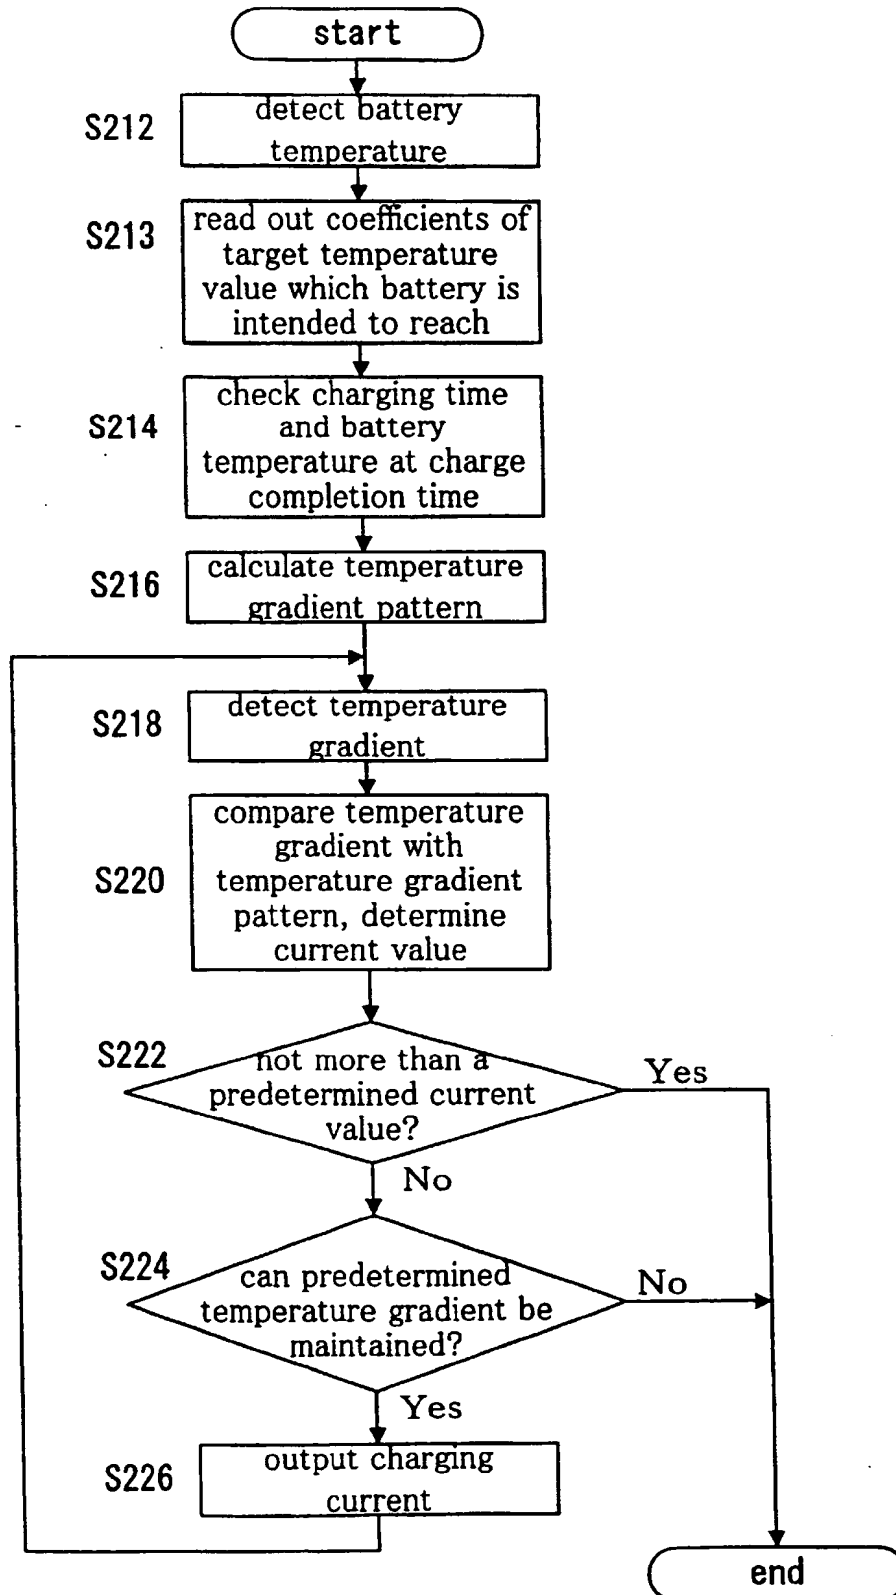 start
S212
detect battery
temperature
S213
read out coefficients of
target temperature
value which battery is
intended to reach
S214
check charging time
and battery
temperature at charge
completion time
S216
calculate temperature
gradient pattern
S218
detect temperature
gradient
S220
compare temperature
gradient with
temperature gradient
pattern, determine
current value
S222
not more than a
predetermined current
value?
Yes
No
S224
can predetermined
temperature gradient be
maintained?
No
Yes
S226
output charging
current
end